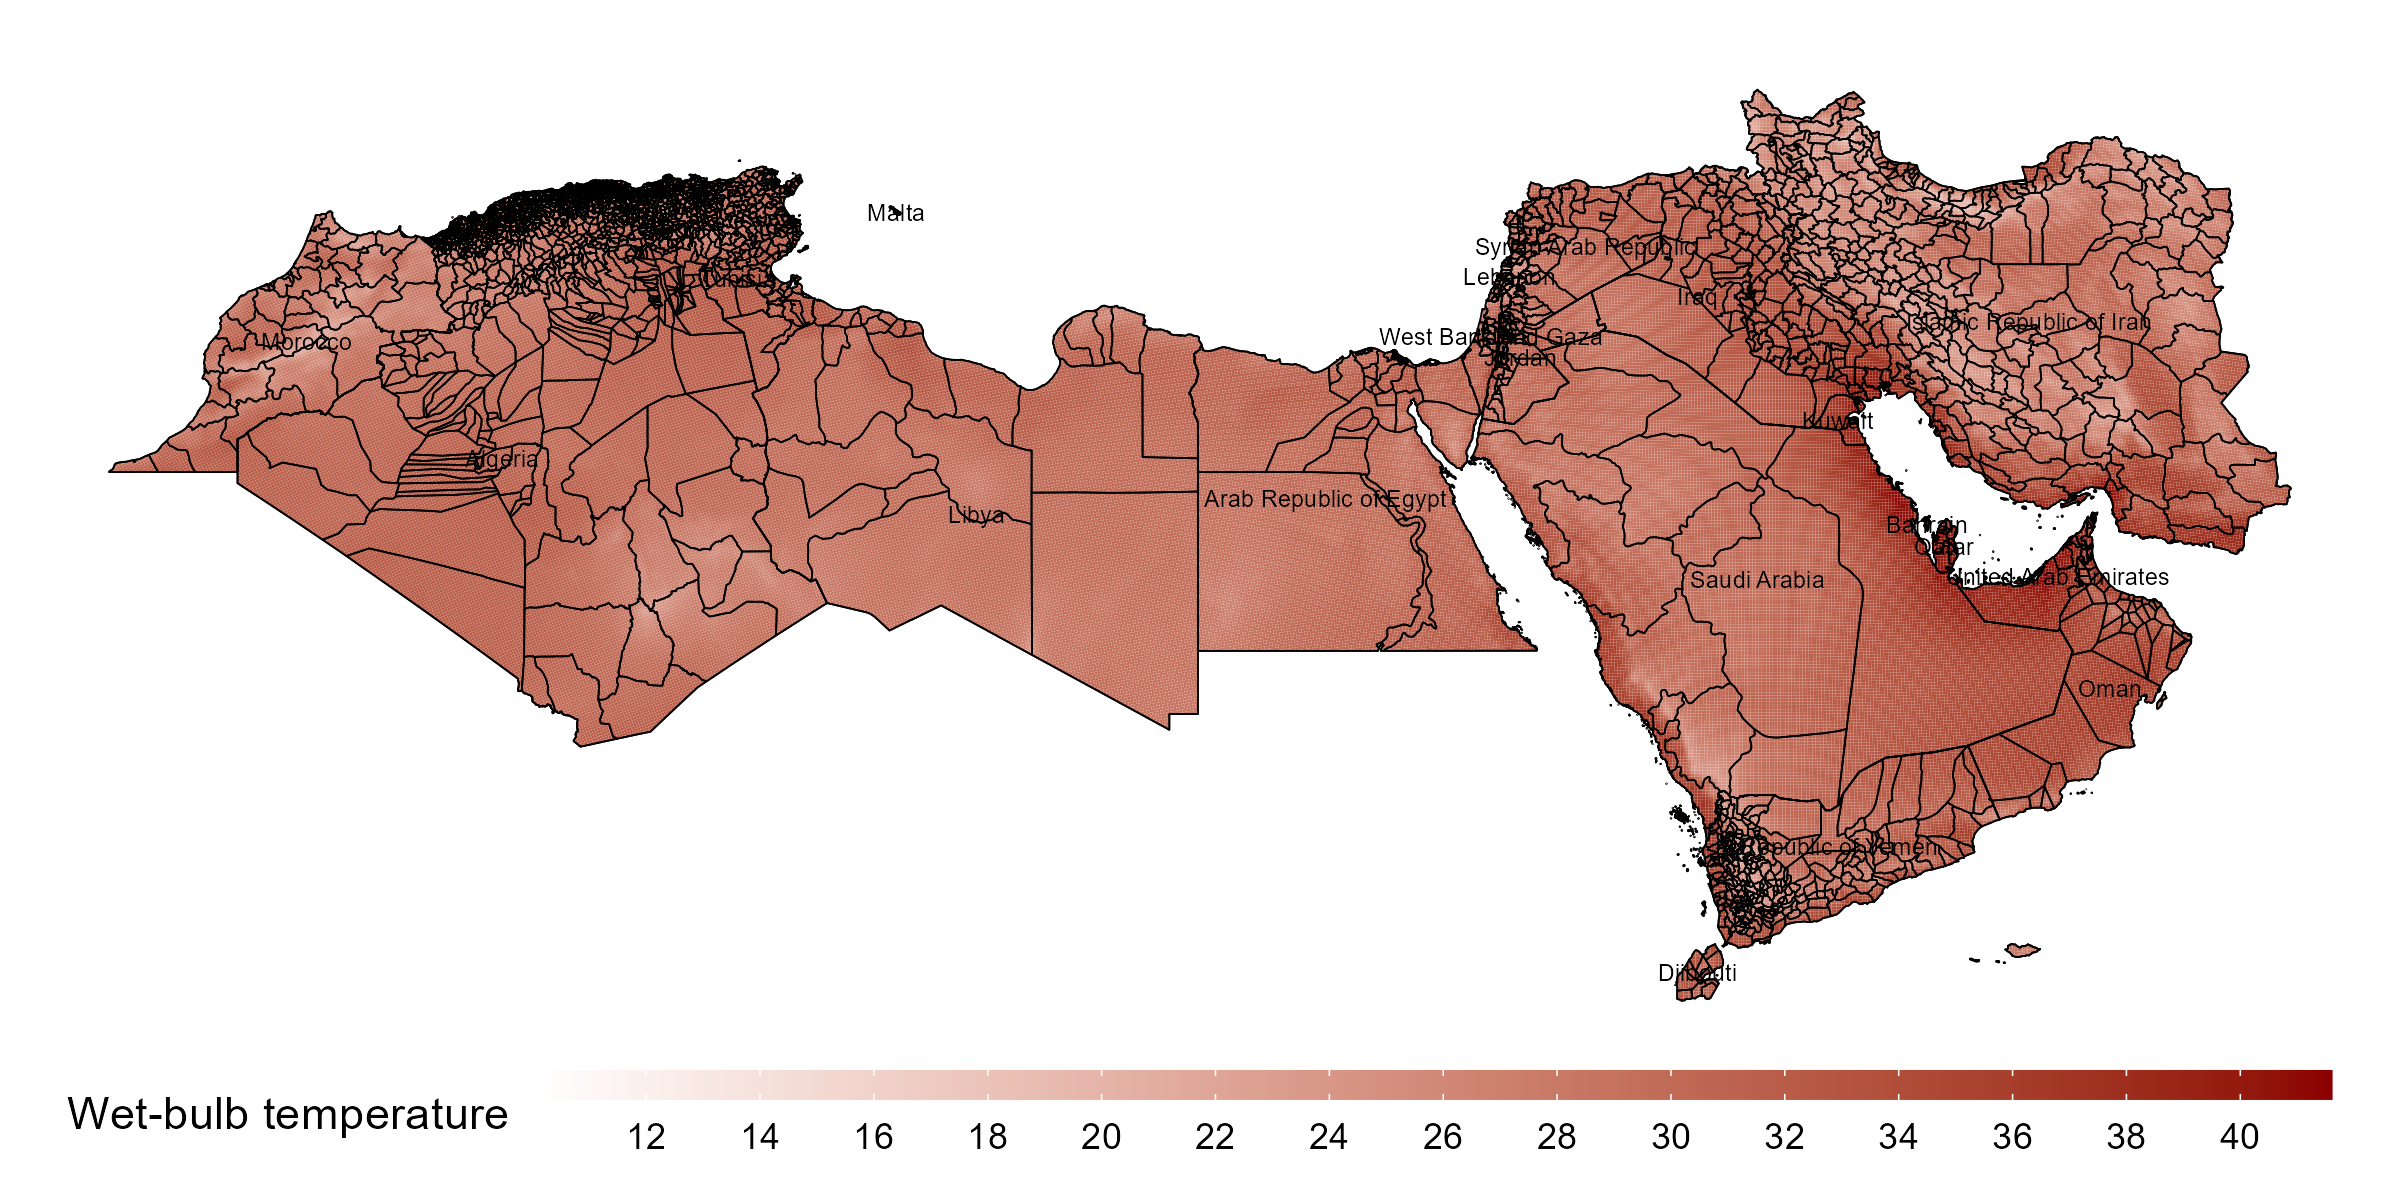 Malta
Syrian Arab Republic
Lebanon
Tunisia
Iraq
Islamic Republic of Iran
West Bank and Gaza
Morocco
Jordan
Kuwait
Algeria
Arab Republic of Egypt
Libya
Bahrain
Qatar
United Arab Emirates
Saudi Arabia
Oman
Republic of Yemen
Djibouti
Wet-bulb temperature
12 14 16 18 20 22 24 26 28 30 32 34 36 38 40